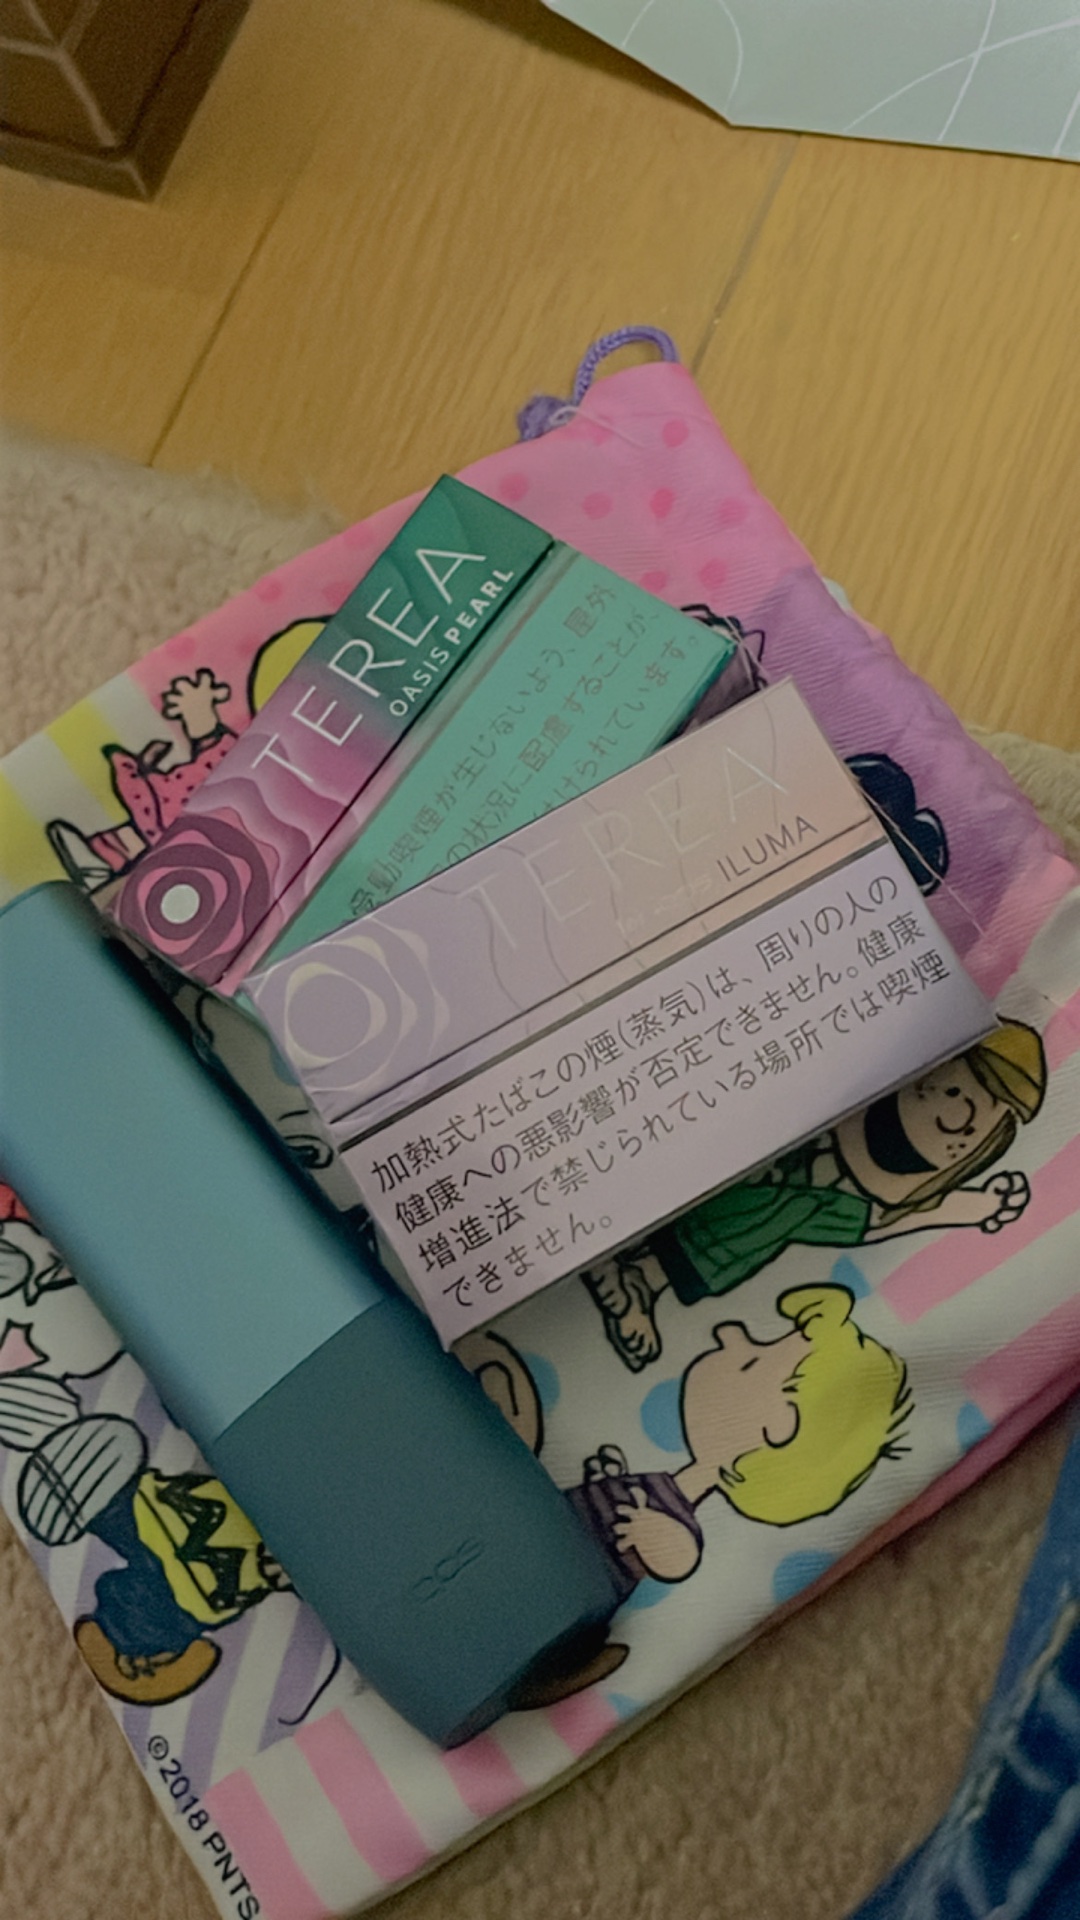 TEREA
OASIS PEARL
受動喫煙が生じないよう、屋外
の状況に配慮することが、
けられています。
TEREA
ILUMA
加熱式たばこの煙(蒸気)は、周りの人の
健康への悪影響が否定できません。健康
増進法で禁じられている場所では喫煙
できません。
IQOS
©2018 PNTS